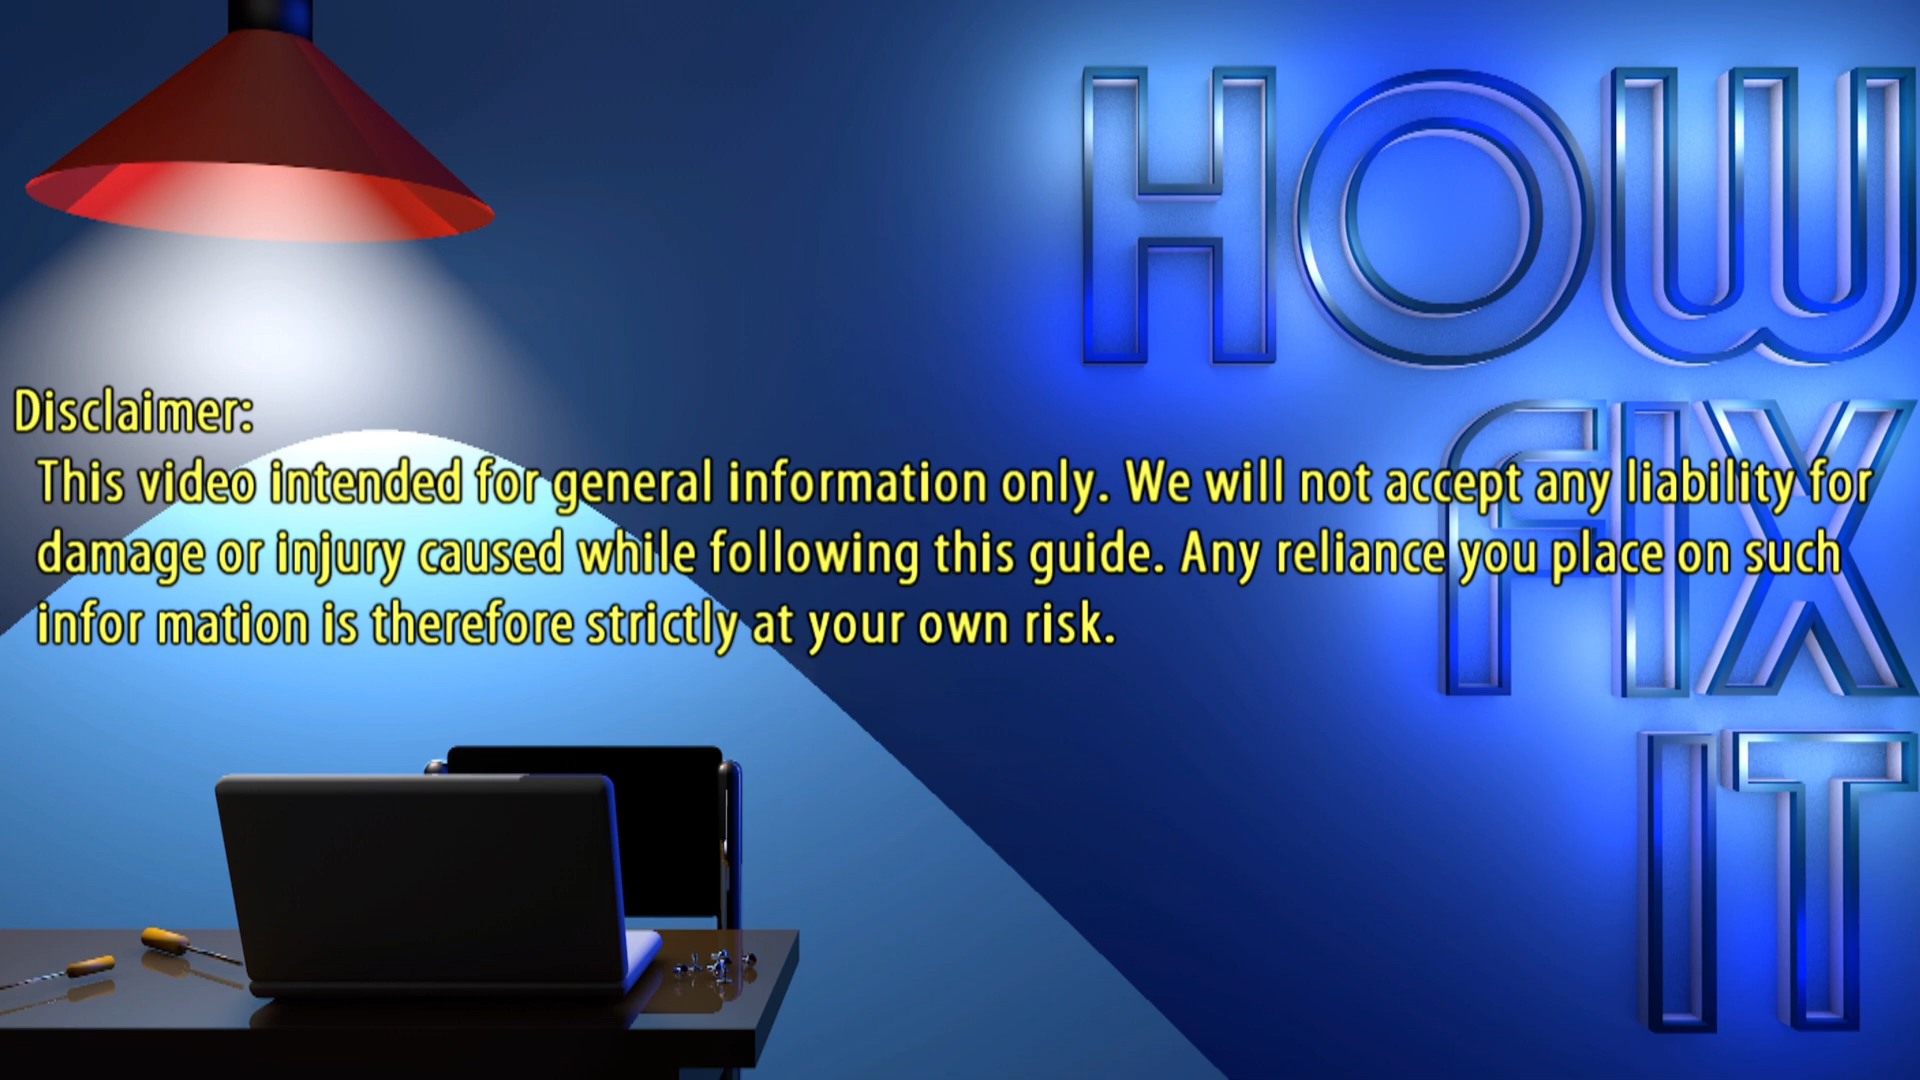 HOW
FIX
IT
Disclaimer:
This video intended for general information only. We will not accept any liability for
damage or injury caused while following this guide. Any reliance you place on such
infor mation is therefore strictly at your own risk.